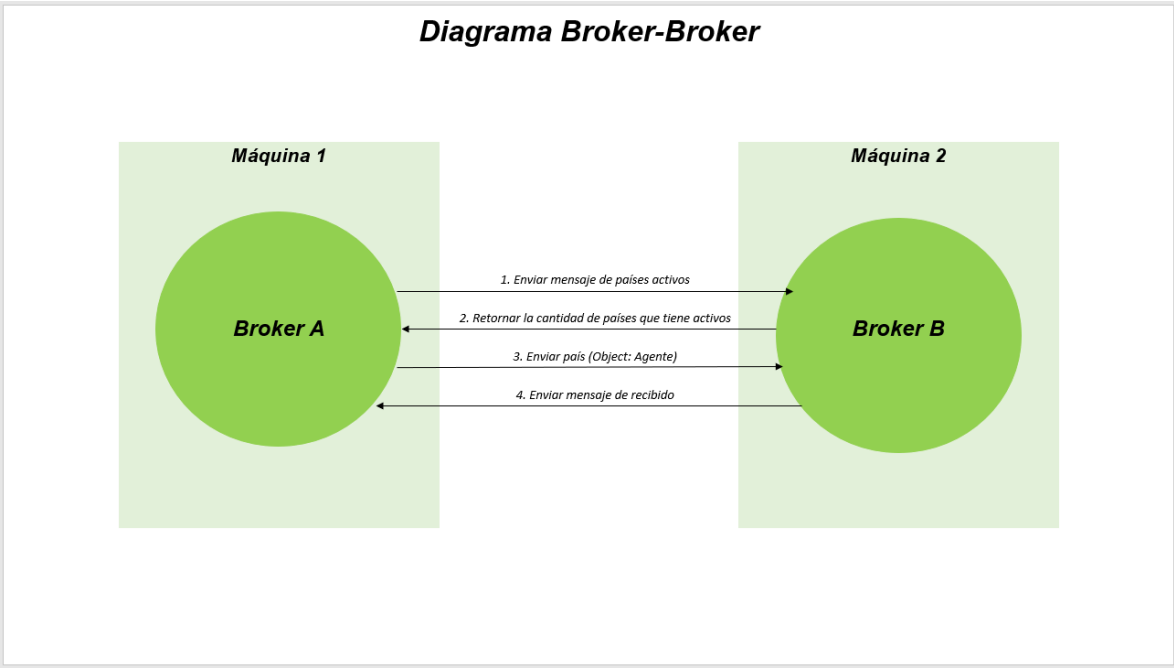 Diagrama Broker-Broker
Máquina 1
Máquina 2
1. Enviar mensaje de países activos
2. Retornar la cantidad de países que tiene activos
Broker A
Broker B
3. Enviar país (Object: Agente)
4. Enviar mensaje de recibido